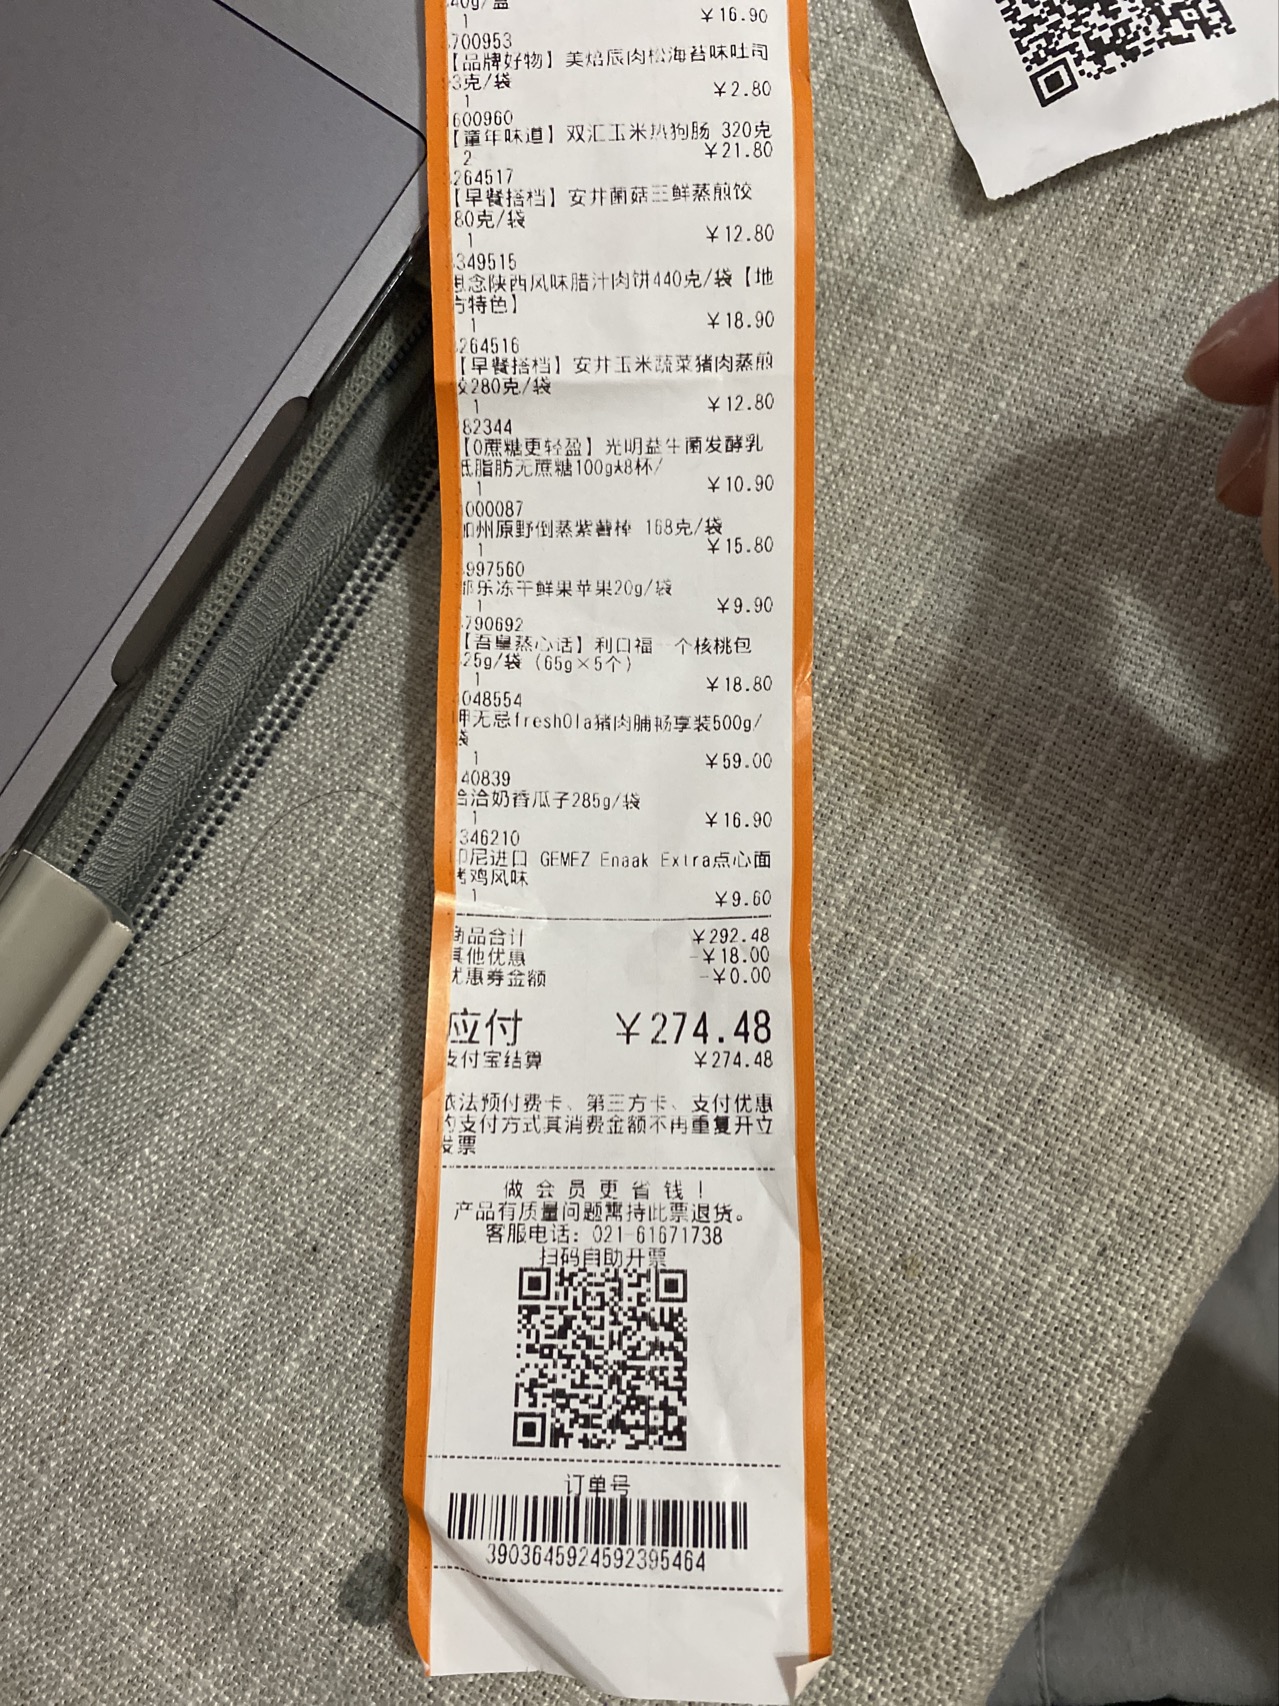 40g/盒
1 ¥16.90
700953
【品牌好物】美焙辰肉松海苔味吐司
3克/袋
1 ¥2.80
600960
【童年味道】双汇玉米热狗肠 320克
2 ¥21.80
264517
【早餐搭档】安井菌菇三鲜蒸煎饺
80克/袋
1 ¥12.80
349515
思念陕西风味腊汁肉饼440克/袋【地
方特色】
1 ¥18.90
264516
【早餐搭档】安井玉米蔬菜猪肉蒸煎
饺280克/袋
1 ¥12.80
82344
【0蔗糖更轻盈】光明益生菌发酵乳
低脂肪无蔗糖100g*8杯/
1 ¥10.90
000087
加州原野倒蒸紫薯棒 168克/袋
1 ¥15.80
997560
都乐冻干鲜果苹果20g/袋
1 ¥9.90
790692
【吾皇蒸心话】利口福一个核桃包
25g/袋（65g×5个）
1 ¥18.80
048554
无忌fresh01a猪肉脯畅享装500g/
袋
1 ¥59.00
40839
洽洽奶香瓜子285g/袋
1 ¥16.90
346210
印尼进口 GEMEZ Enaak Extra点心面
烤鸡风味
1 ¥9.60
商品合计 ¥292.48
其他优惠 -¥18.00
优惠券金额 -¥0.00
应付 ¥274.48
支付宝结算 ¥274.48
依法预付费卡、第三方卡、支付优惠
的支付方式其消费金额不再重复开立
发票
做会员更省钱！
产品有质量问题需持此票退货。
客服电话：021-61671738
扫码自助开票
订单号
3903645924592395464